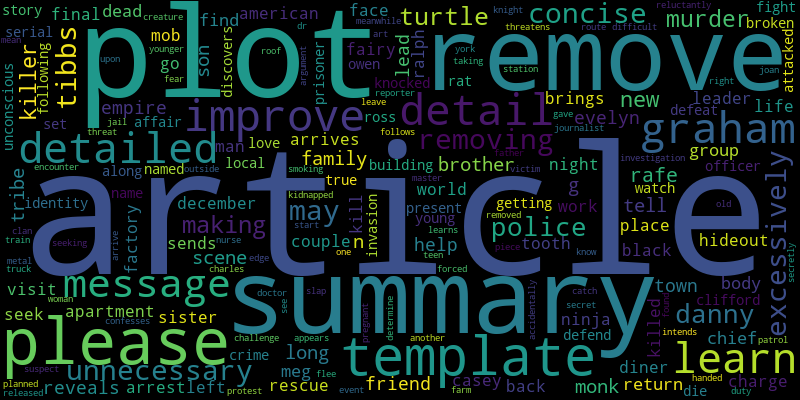 story final dead creature younger dr meanwhile art knight american threatens reluctantly concise route difficult fight
serial mean mob son upon roof prisoner find face turtle murder broken
killer following tibbs go plot discovers fear argument york taking station owen fairy lead ralph remove right joan attacked
unconscious set empire jail threat knocked rat reporter leave brings new leader life
affair improve ross gave journalist detail evelyn defeat graham
detailed man love arrives follows removing father victim investigation group officer
tribe along named local smoking outside family building brother night tooth rafe watch
identity name december true kidnapped master world g work tell place old excessively
clan encounter factory making may kill invasion present getting removed young police black hideout
train seeking sends couple n one help learns piece know article body secretly
metal truck message scene start teen forced ninja town clifford
visit arrive charles nurse edge summary accidentally defend killed found chief patrol
woman seek apartment sister doctor see slap pregnant determine catch secret crime danny intends
please confesses challenge appears another template diner learn
suspect unnecessary reveals long meg flee friend casey back monk die handed duty
planned released arrest left crime protest rescue event farm return charge